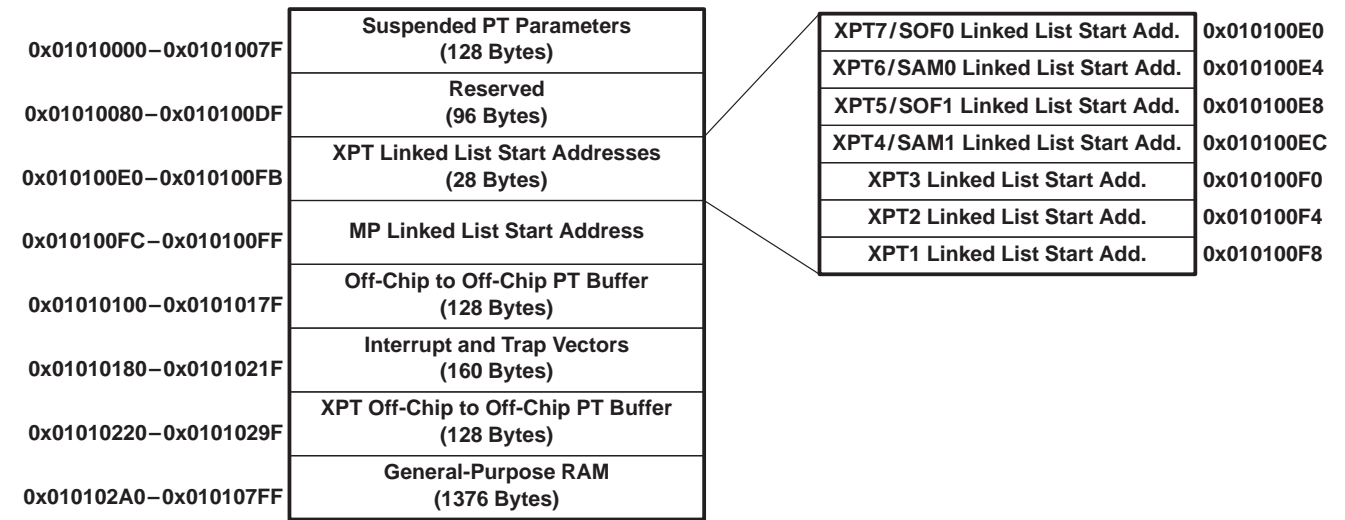 0x01010000–0x0101007F
Suspended PT Parameters
(128 Bytes)
0x01010080–0x010100DF
Reserved
(96 Bytes)
0x010100E0–0x010100FB
XPT Linked List Start Addresses
(28 Bytes)
0x010100FC–0x010100FF
MP Linked List Start Address
0x01010100–0x0101017F
Off-Chip to Off-Chip PT Buffer
(128 Bytes)
0x01010180–0x0101021F
Interrupt and Trap Vectors
(160 Bytes)
0x01010220–0x0101029F
XPT Off-Chip to Off-Chip PT Buffer
(128 Bytes)
0x010102A0–0x010107FF
General-Purpose RAM
(1376 Bytes)
XPT7/SOF0 Linked List Start Add. 0x010100E0
XPT6/SAM0 Linked List Start Add. 0x010100E4
XPT5/SOF1 Linked List Start Add. 0x010100E8
XPT4/SAM1 Linked List Start Add. 0x010100EC
XPT3 Linked List Start Add. 0x010100F0
XPT2 Linked List Start Add. 0x010100F4
XPT1 Linked List Start Add. 0x010100F8